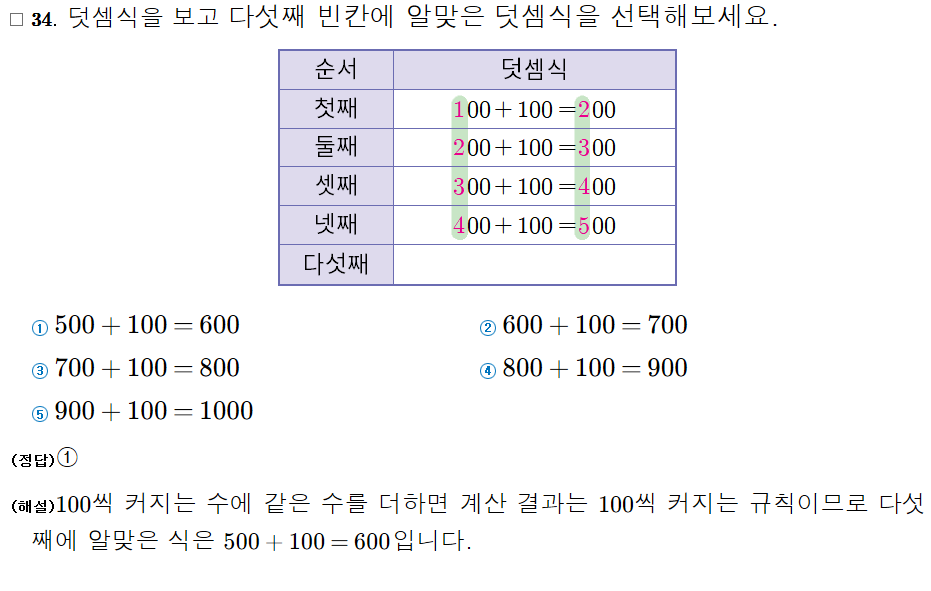 □ 34. 덧셈식을 보고 다섯째 빈칸에 알맞은 덧셈식을 선택해보세요.
순서 덧셈식
첫째 100+100=200
둘째 200+100=300
셋째 300+100=400
넷째 400+100=500
다섯째
① 500+100=600 ② 600+100=700
③ 700+100=800 ④ 800+100=900
⑤ 900+100=1000
(정답)①
(해설)100씩 커지는 수에 같은 수를 더하면 계산 결과는 100씩 커지는 규칙이므로 다섯
째에 알맞은 식은 500+100=600입니다.